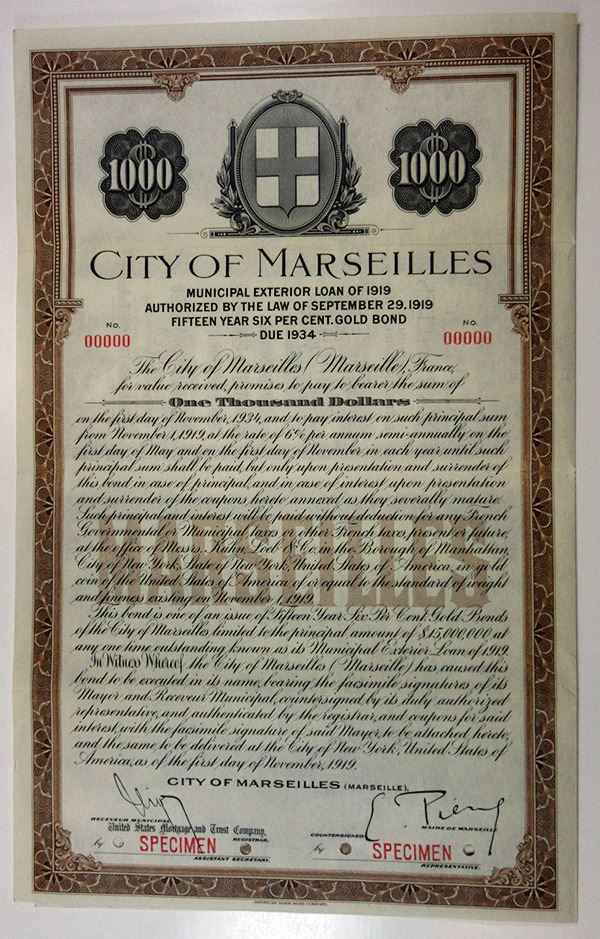 1000 1000
CITY OF MARSEILLES
MUNICIPAL EXTERIOR LOAN OF 1919
AUTHORIZED BY THE LAW OF SEPTEMBER 29, 1919
FIFTEEN YEAR SIX PER CENT. GOLD BOND
DUE 1934
NO. NO.
00000 00000
The City of Marseilles (Marseille), France,
for value received, promises to pay to bearer the sum of
One Thousand Dollars
on the first day of November, 1934, and to pay interest on such principal sum
from November 1, 1919, at the rate of 6% per annum semi-annually on the
first day of May and on the first day of November in each year until such
principal sum shall be paid, but only upon presentation and surrender of
this bond in case of principal, and in case of interest upon presentation
and surrender of the coupons hereto annexed as they severally mature.
Such principal and interest will be paid without deduction for any French
Governmental or Municipal taxes or other French taxes, present or future,
at the office of Messrs. Kuhn, Loeb & Co. in the Borough of Manhattan,
City of New York, State of New York, United States of America, in gold
coin of the United States of America of or equal to the standard of weight
and fineness existing on November 1, 1919.
This bond is one of an issue of Fifteen Year Six Per Cent. Gold Bonds
of the City of Marseilles limited to the principal amount of $15,000,000 at
any one time outstanding known as its Municipal Exterior Loan of 1919.
In Witness Whereof, the City of Marseilles (Marseille) has caused this
bond to be executed in its name, bearing the facsimile signatures of its
Mayor and Receveur Municipal, countersigned by its duly authorized
representative, and authenticated by the registrar, and coupons for said
interest, with the facsimile signature of said Mayor, to be attached hereto,
and the same to be delivered at the City of New York, United States of
America, as of the first day of November, 1919.
CITY OF MARSEILLES (MARSEILLE),
RECEVEUR MUNICIPAL MAIRE DE MARSEILLE
United States Mortgage and Trust Company,
REGISTRAR. COUNTERSIGNED
by SPECIMEN by SPECIMEN
ASSISTANT SECRETARY. REPRESENTATIVE.
AMERICAN BANK NOTE COMPANY.